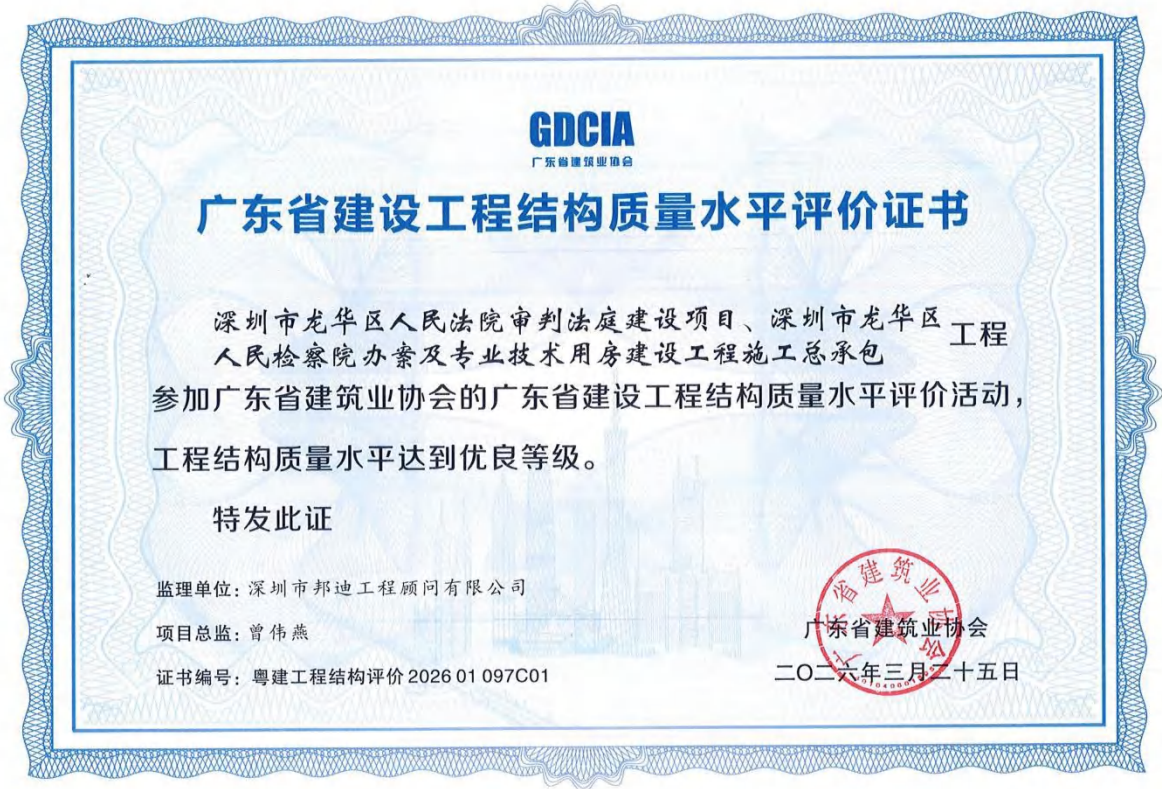 GDCIA
广东省建筑业协会
广东省建设工程结构质量水平评价证书
深圳市龙华区人民法院审判法庭建设项目、深圳市龙华区
人民检察院办案及专业技术用房建设工程施工总承包
工程
参加广东省建筑业协会的广东省建设工程结构质量水平评价活动，
工程结构质量水平达到优良等级。
特发此证
监理单位：深圳市邦迪工程顾问有限公司
项目总监：曾伟燕
证书编号：粤建工程结构评价 2026 01 097C01
广东省建筑业协会
广东省建筑业协会
二〇二六年三月二十五日